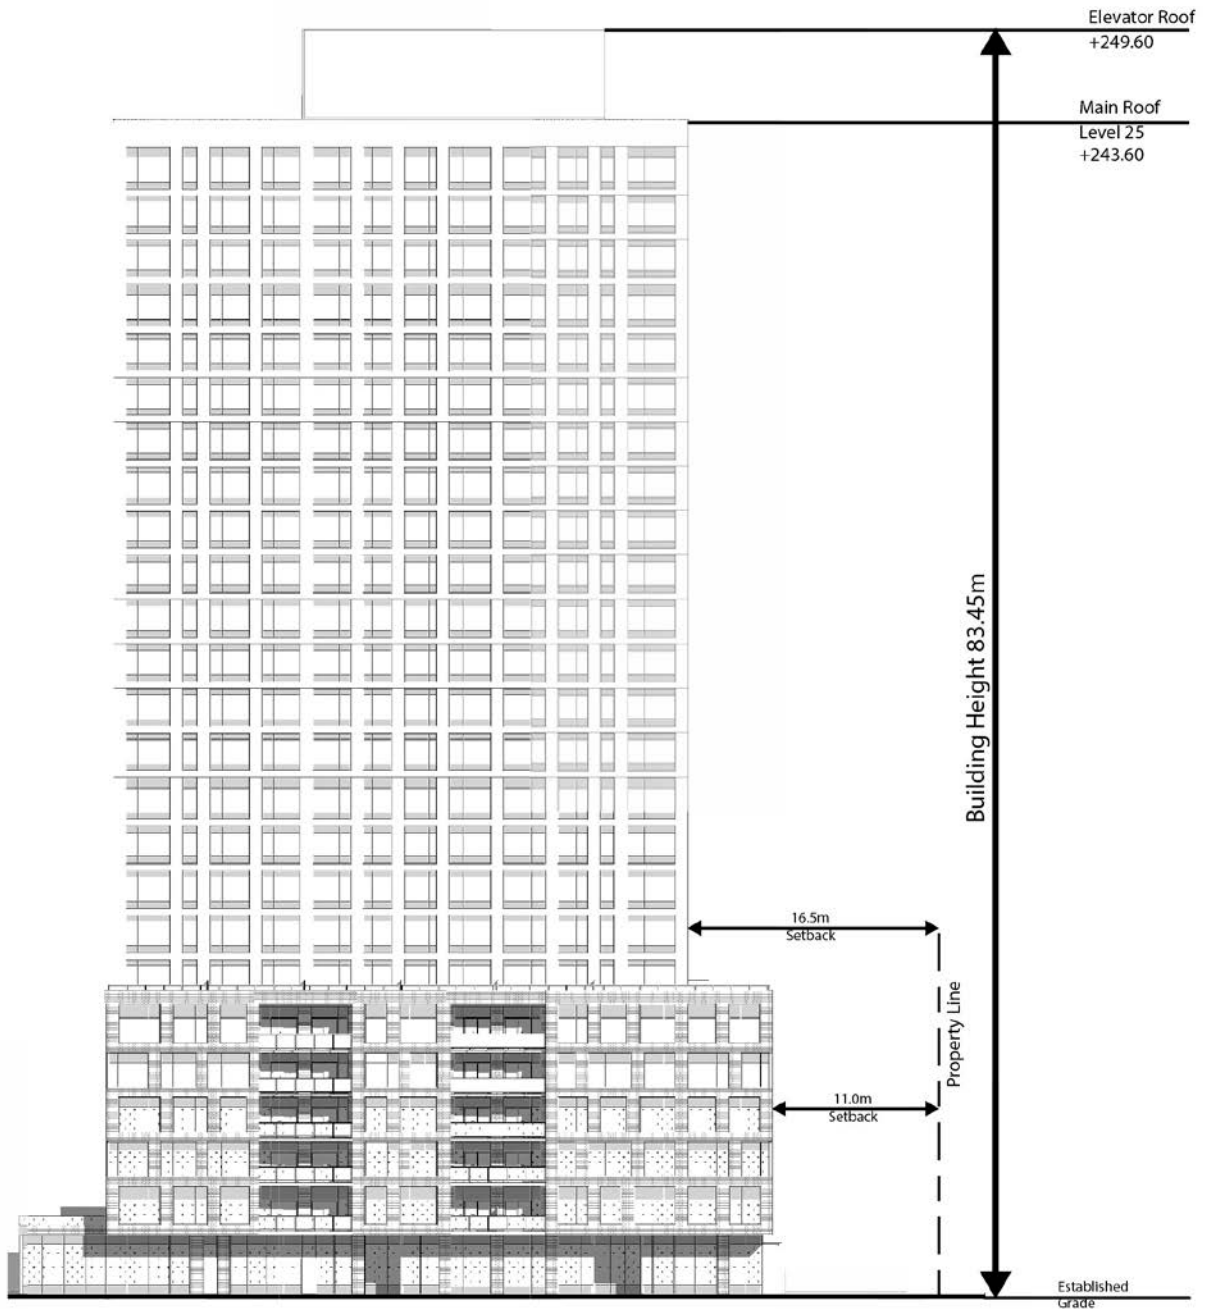 Elevator Roof
+249.60
Main Roof
Level 25
+243.60
Building Height 83.45m
16.5m
Setback
Property Line
11.0m
Setback
Established
Grade